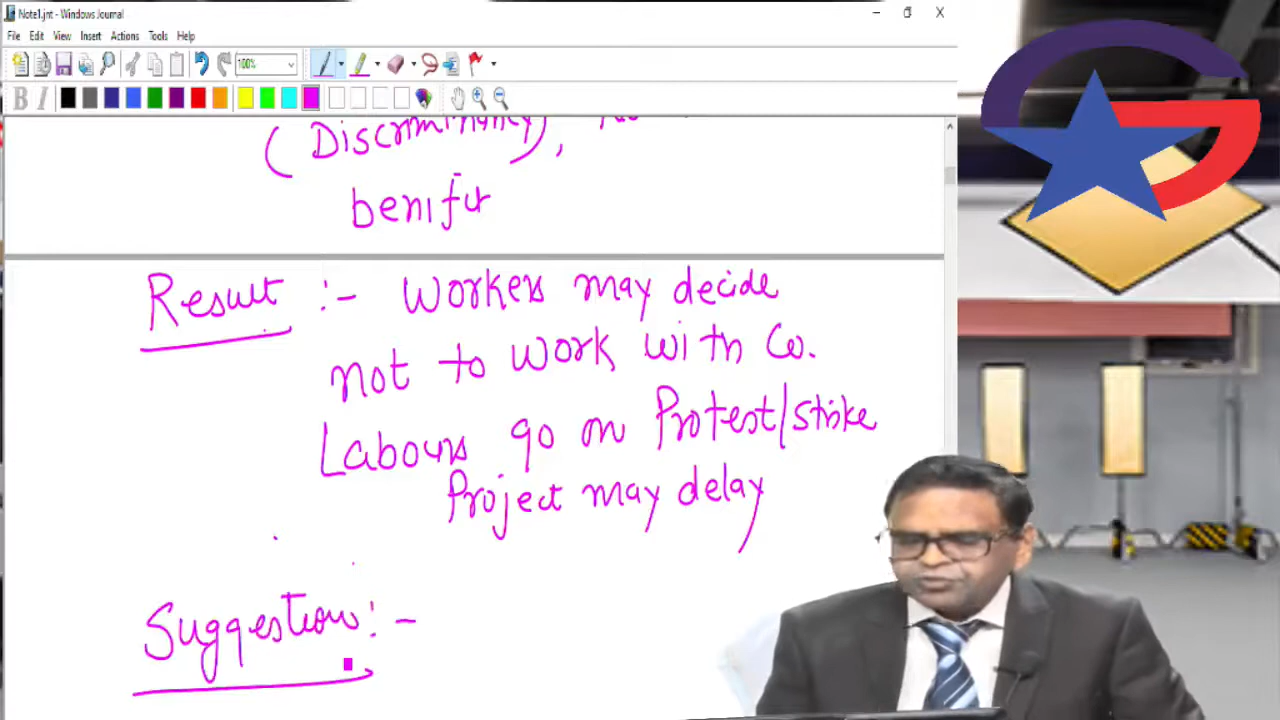 Note1.jnt - Windows Journal
File Edit View Insert Actions Tools Help
100%
B I
(Discriminancy),
benifit
Result :- Workers may decide
not to work with Co.
Labours go on Protest/Strike
Project may delay
Suggestion :-